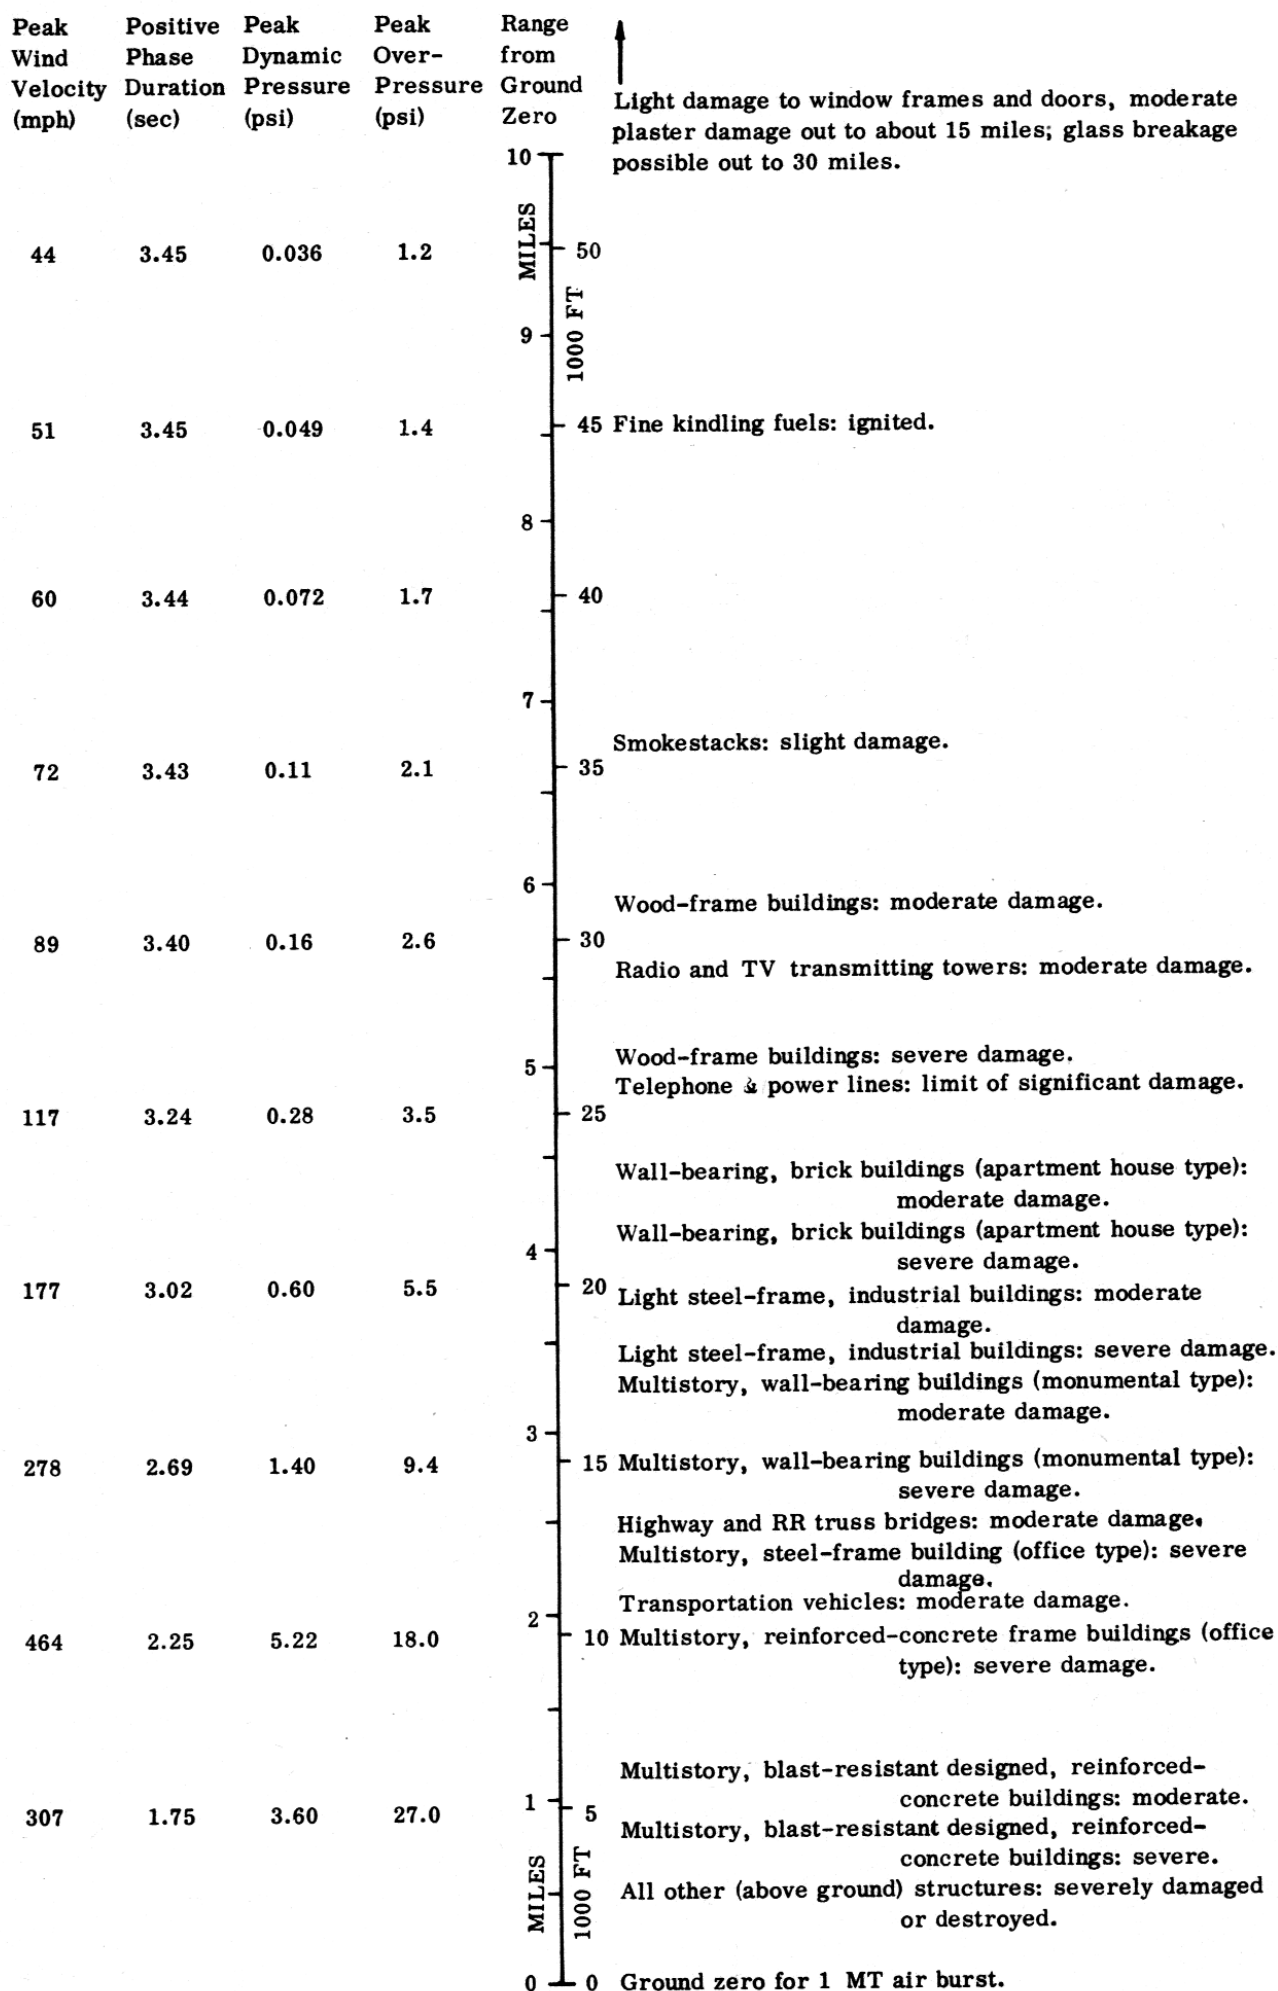 Peak Positive Peak Peak Range
Wind Phase Dynamic Over- from
Velocity Duration Pressure Pressure Ground
(mph) (sec) (psi) (psi) Zero
Light damage to window frames and doors, moderate
plaster damage out to about 15 miles; glass breakage
possible out to 30 miles.
10
MILES
44 3.45 0.036 1.2 50
1000 FT
9
51 3.45 0.049 1.4 45 Fine kindling fuels: ignited.
8
60 3.44 0.072 1.7 40
7
Smokestacks: slight damage.
72 3.43 0.11 2.1 35
6
Wood-frame buildings: moderate damage.
89 3.40 0.16 2.6 30
Radio and TV transmitting towers: moderate damage.
Wood-frame buildings: severe damage.
5
Telephone & power lines: limit of significant damage.
117 3.24 0.28 3.5 25
Wall-bearing, brick buildings (apartment house type):
moderate damage.
Wall-bearing, brick buildings (apartment house type):
4
severe damage.
177 3.02 0.60 5.5 20 Light steel-frame, industrial buildings: moderate
damage.
Light steel-frame, industrial buildings: severe damage.
Multistory, wall-bearing buildings (monumental type):
moderate damage.
3
278 2.69 1.40 9.4 15 Multistory, wall-bearing buildings (monumental type):
severe damage.
Highway and RR truss bridges: moderate damage.
Multistory, steel-frame building (office type): severe
damage.
Transportation vehicles: moderate damage.
2
464 2.25 5.22 18.0 10 Multistory, reinforced-concrete frame buildings (office
type): severe damage.
Multistory, blast-resistant designed, reinforced-
1
concrete buildings: moderate.
307 1.75 3.60 27.0 5
Multistory, blast-resistant designed, reinforced-
concrete buildings: severe.
MILES
1000 FT
All other (above ground) structures: severely damaged
or destroyed.
0 0 Ground zero for 1 MT air burst.